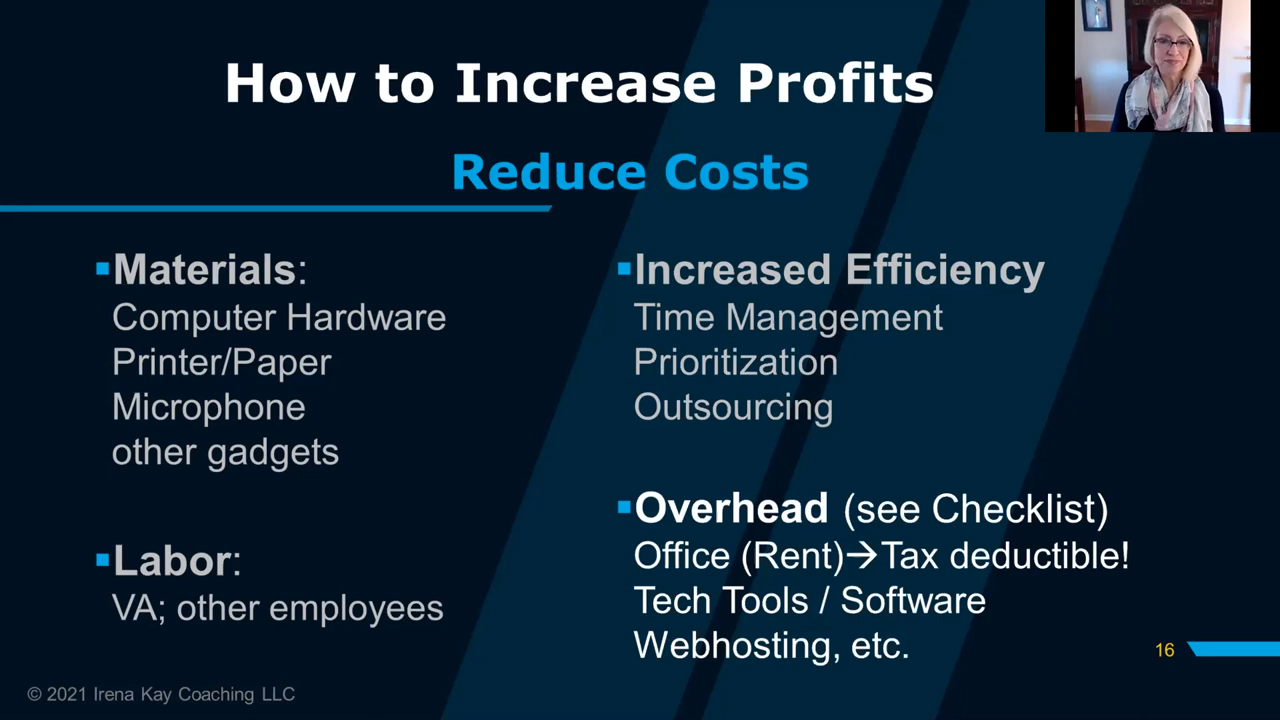 How to Increase Profits
Reduce Costs
▪Materials:
Computer Hardware
Printer/Paper
Microphone
other gadgets
▪Labor:
VA; other employees
▪Increased Efficiency
Time Management
Prioritization
Outsourcing
▪Overhead (see Checklist)
Office (Rent)→Tax deductible!
Tech Tools / Software
Webhosting, etc.
16
© 2021 Irena Kay Coaching LLC